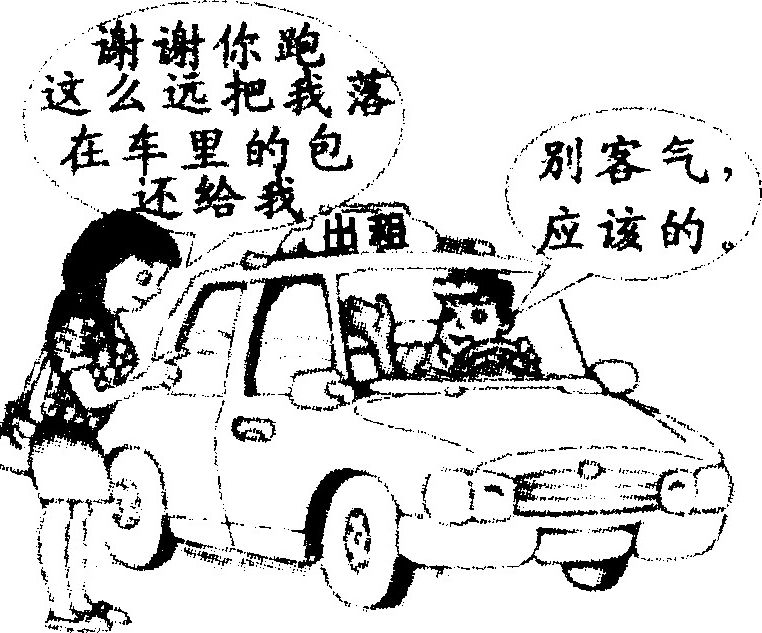 谢谢你跑
这么远把我落
在车里的包
还给我
别客气，
应该的。
出租